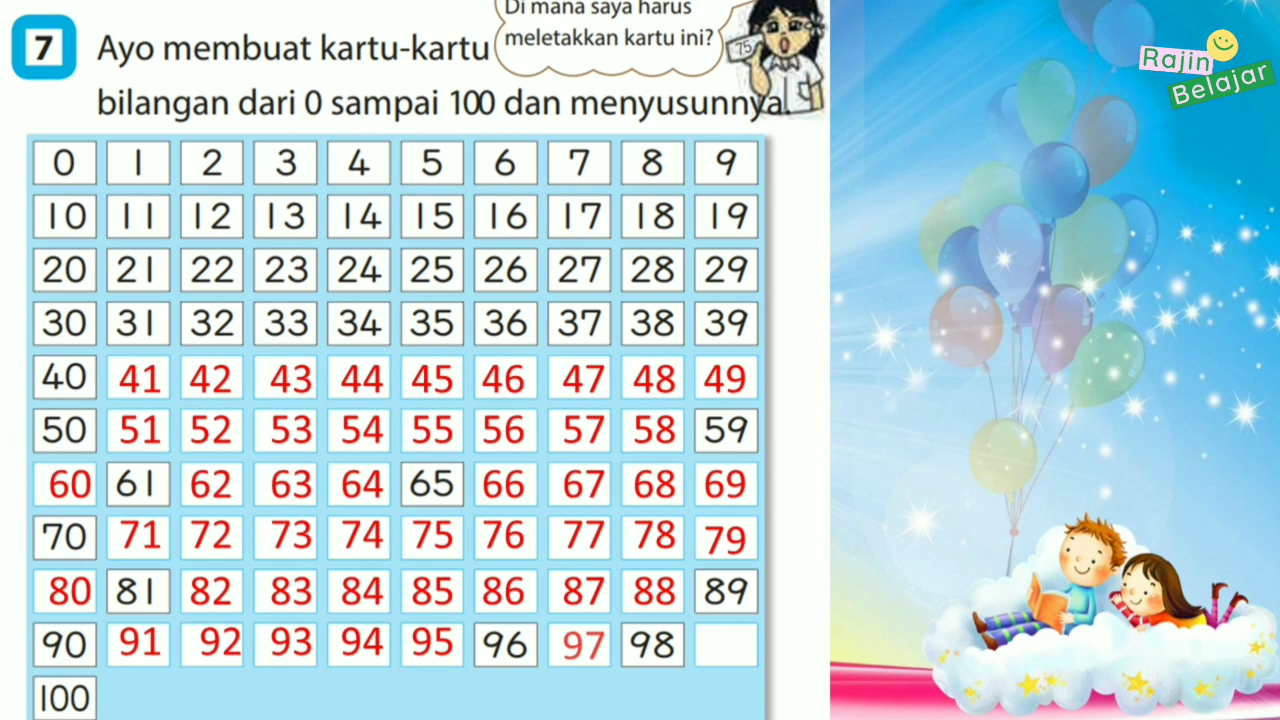 Di mana saya harus
meletakkan kartu ini?
75
7 Ayo membuat kartu-kartu
bilangan dari 0 sampai 100 dan menyusunnya.
Rajin
Belajar
0 1 2 3 4 5 6 7 8 9
10 11 12 13 14 15 16 17 18 19
20 21 22 23 24 25 26 27 28 29
30 31 32 33 34 35 36 37 38 39
40 41 42 43 44 45 46 47 48 49
50 51 52 53 54 55 56 57 58 59
60 61 62 63 64 65 66 67 68 69
70 71 72 73 74 75 76 77 78 79
80 81 82 83 84 85 86 87 88 89
90 91 92 93 94 95 96 97 98
100